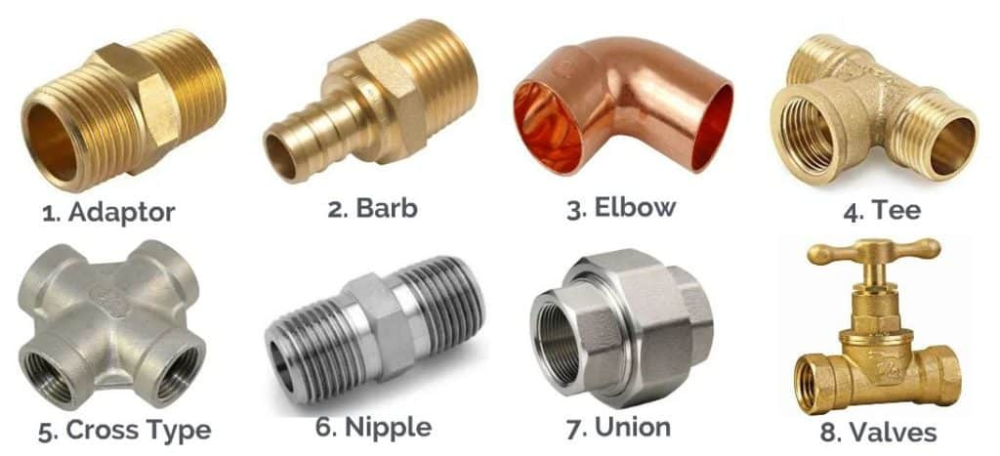 1. Adaptor
2. Barb
3. Elbow
4. Tee
5. Cross Type
6. Nipple
7. Union
8. Valves